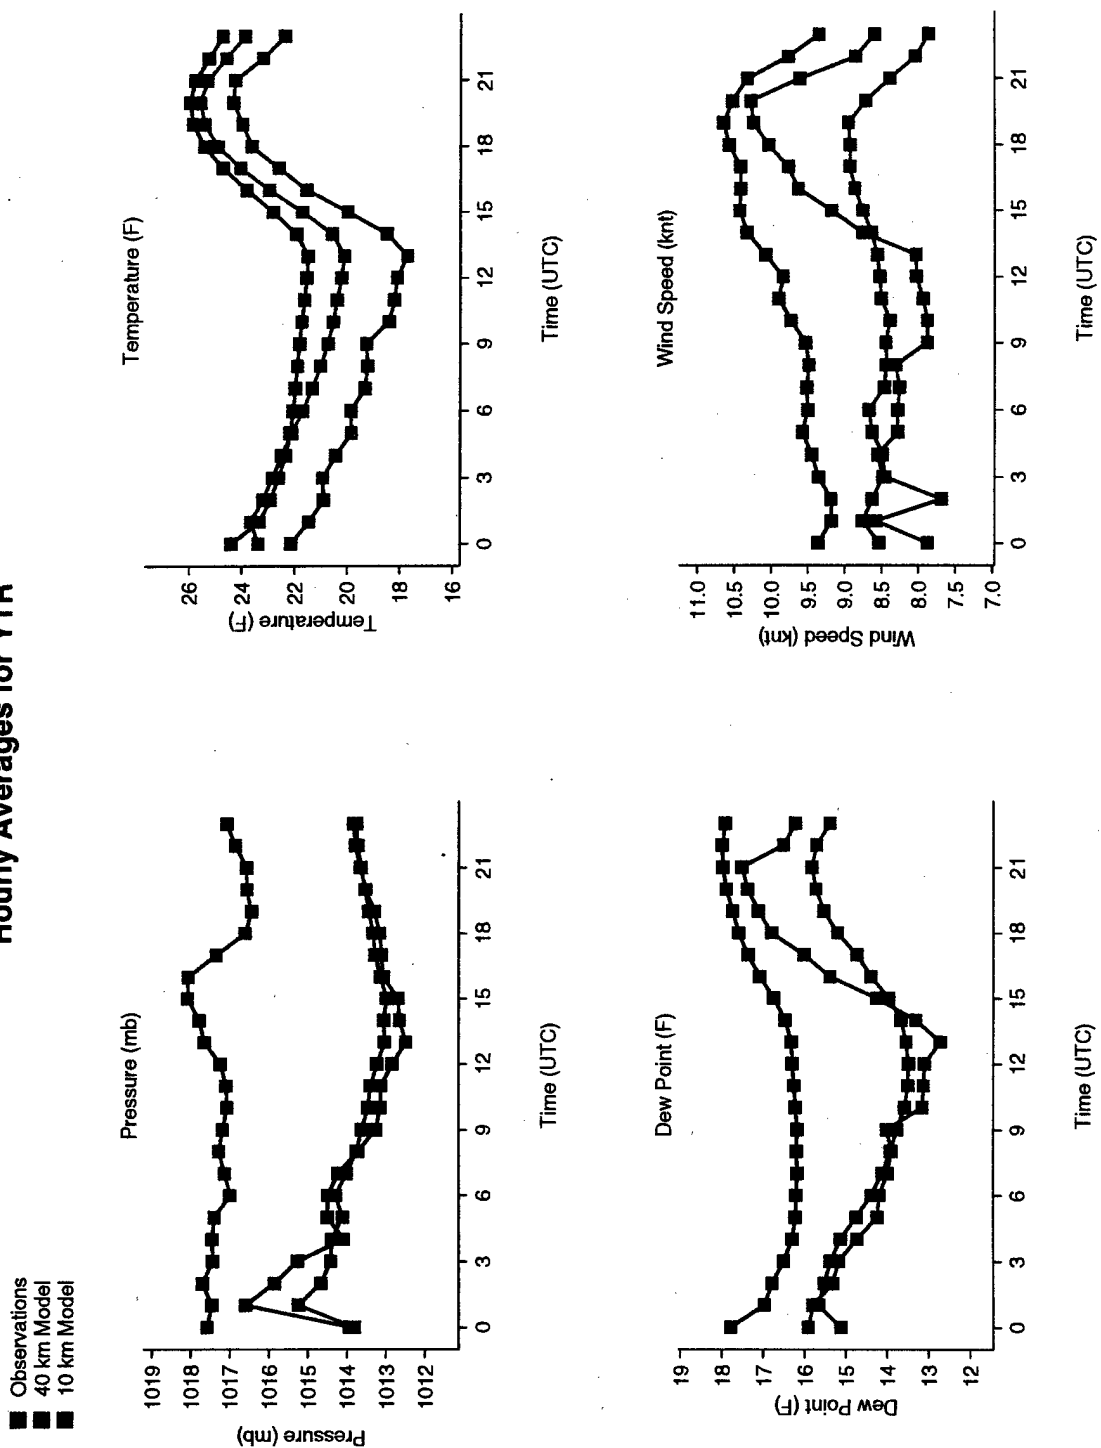 Hourly Averages for YTR
Observations
40 km Model
10 km Model
Pressure (mb)
Pressure (mb)
1019
1018
1017
1016
1015
1014
1013
1012
0 3 6 9 12 15 18 21
Time (UTC)
Temperature (F)
Temperature (F)
26
24
22
20
18
16
0 3 6 9 12 15 18 21
Time (UTC)
Dew Point (F)
Dew Point (F)
19
18
17
16
15
14
13
12
0 3 6 9 12 15 18 21
Time (UTC)
Wind Speed (knt)
Wind Speed (knt)
11.0
10.5
10.0
9.5
9.0
8.5
8.0
7.5
7.0
0 3 6 9 12 15 18 21
Time (UTC)